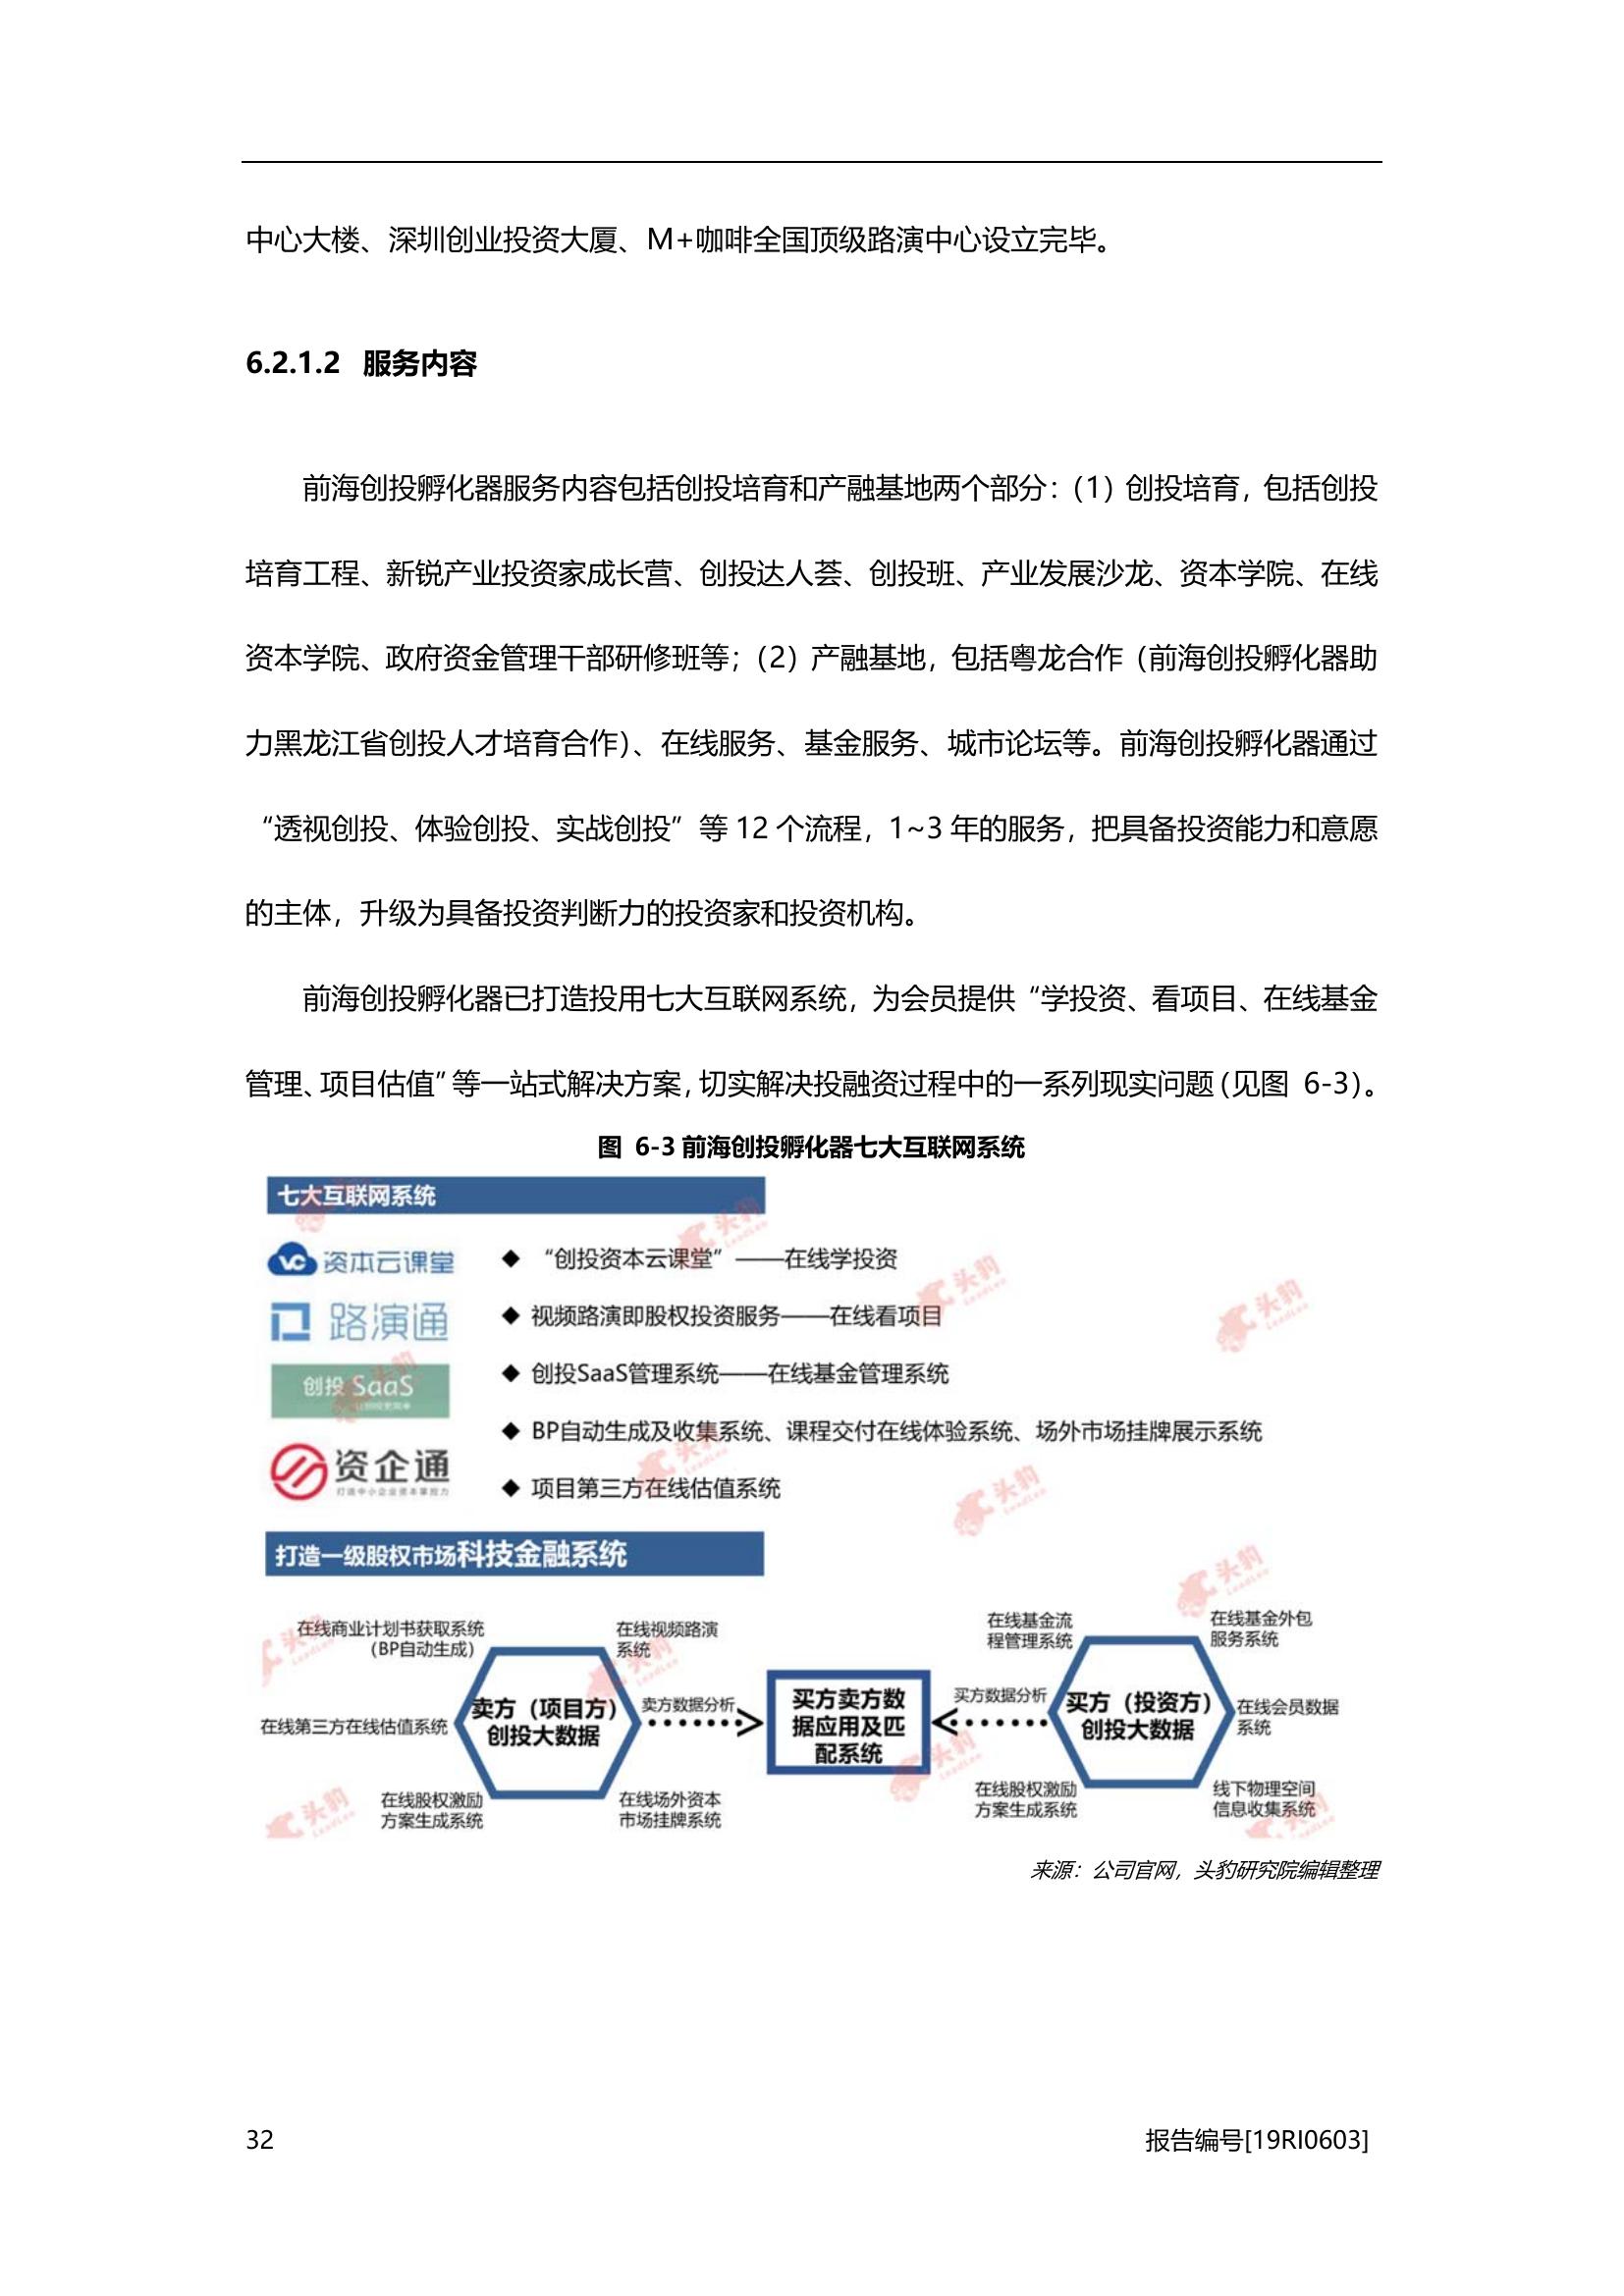 中心大楼、深圳创业投资大厦、M+咖啡全国顶级路演中心设立完毕。
6.2.1.2 服务内容
前海创投孵化器服务内容包括创投培育和产融基地两个部分：（1）创投培育，包括创投
培育工程、新锐产业投资家成长营、创投达人荟、创投班、产业发展沙龙、资本学院、在线
资本学院、政府资金管理干部研修班等；（2）产融基地，包括粤龙合作（前海创投孵化器助
力黑龙江省创投人才培育合作）、在线服务、基金服务、城市论坛等。前海创投孵化器通过
“透视创投、体验创投、实战创投”等 12 个流程，1~3 年的服务，把具备投资能力和意愿
的主体，升级为具备投资判断力的投资家和投资机构。
前海创投孵化器已打造投用七大互联网系统，为会员提供“学投资、看项目、在线基金
管理、项目估值”等一站式解决方案，切实解决投融资过程中的一系列现实问题（见图 6-3）。
图 6-3 前海创投孵化器七大互联网系统
七大互联网系统
VC 资本云课堂
◆ “创投资本云课堂”——在线学投资
路演通
◆ 视频路演即股权投资服务——在线看项目
创投 SaaS
◆ 创投SaaS管理系统——在线基金管理系统
◆ BP自动生成及收集系统、课程交付在线体验系统、场外市场挂牌展示系统
资企通
打造中小企业资本掌控力
◆ 项目第三方在线估值系统
打造一级股权市场科技金融系统
在线商业计划书获取系统
（BP自动生成）
在线视频路演
系统
在线第三方在线估值系统
卖方（项目方）
创投大数据
在线股权激励
方案生成系统
在线场外资本
市场挂牌系统
卖方数据分析
买方卖方数
据应用及匹
配系统
买方数据分析
在线基金流
程管理系统
在线基金外包
服务系统
买方（投资方）
创投大数据
在线会员数据
系统
在线股权激励
方案生成系统
线下物理空间
信息收集系统
来源：公司官网，头豹研究院编辑整理
32
报告编号[19RI0603]